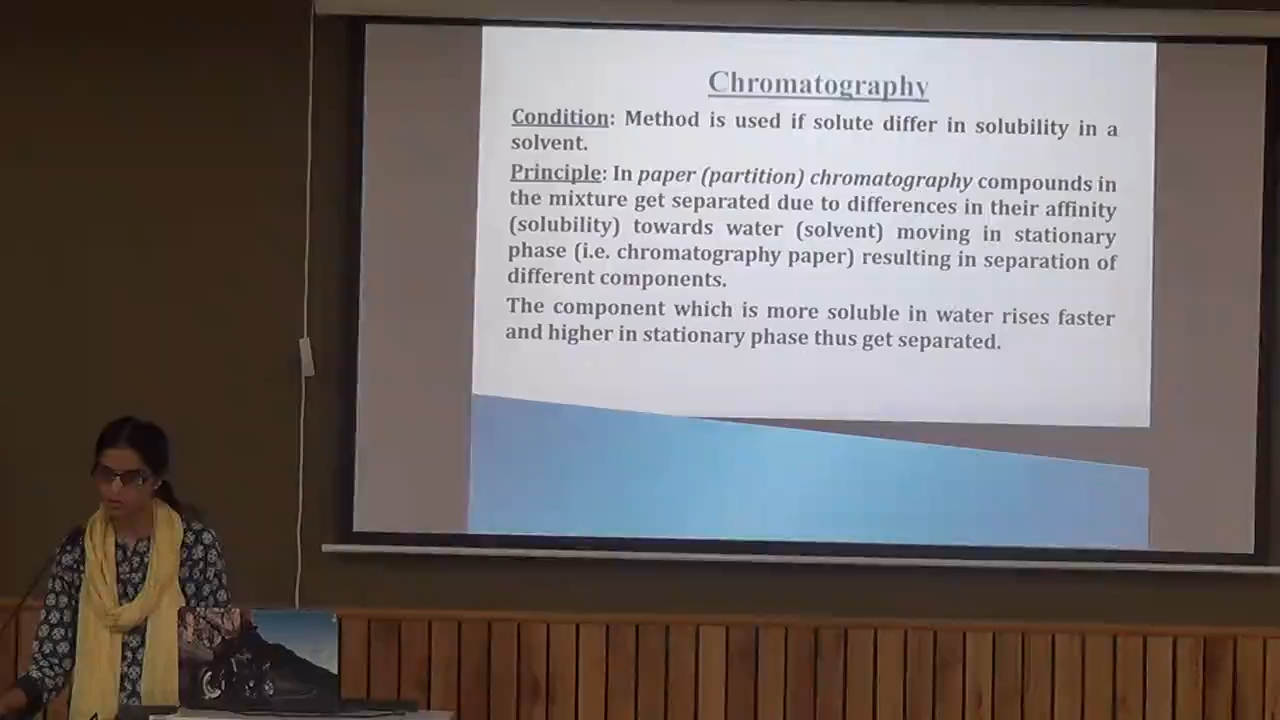 Chromatography
Condition: Method is used if solute differ in solubility in a
solvent.
Principle: In paper (partition) chromatography compounds in
the mixture get separated due to differences in their affinity
(solubility) towards water (solvent) moving in stationary
phase (i.e. chromatography paper) resulting in separation of
different components.
The component which is more soluble in water rises faster
and higher in stationary phase thus get separated.